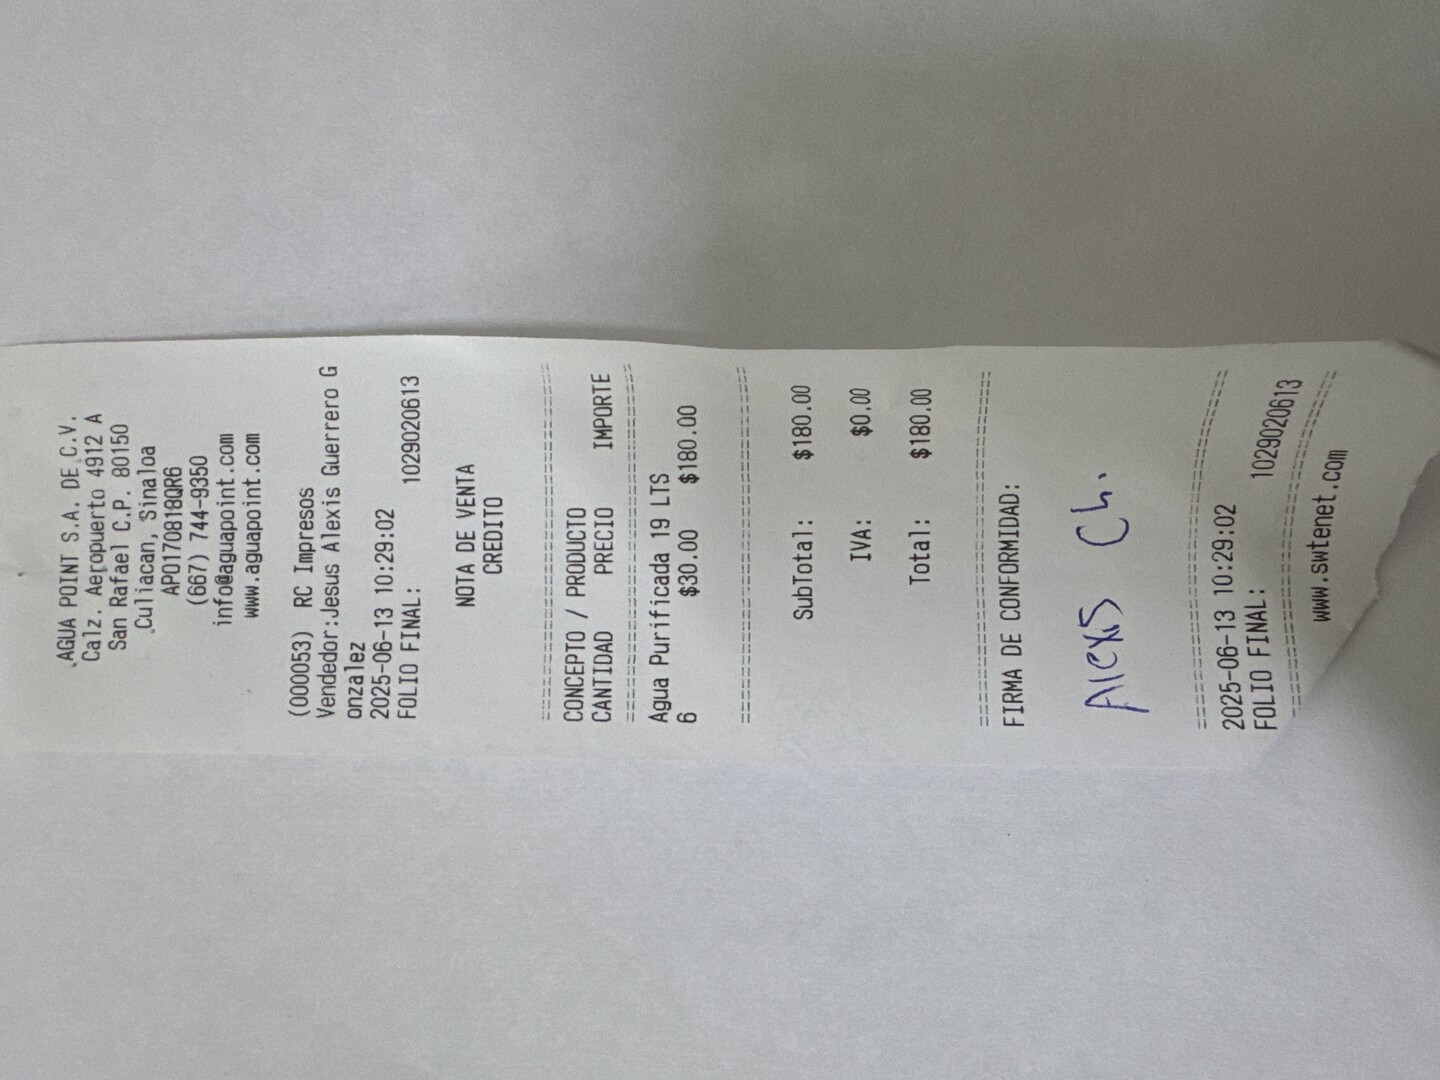 AGUA POINT S.A. DE C.V.
Calz. Aeropuerto 4912 A
San Rafael C.P. 80150
Culiacan, Sinaloa
APO170818QR6
(667) 744-9350
info@aguapoint.com
www.aguapoint.com
(000053) RC Impresos
Vendedor:Jesus Alexis Guerrero G
onzalez
2025-06-13 10:29:02
FOLIO FINAL: 1029020613
NOTA DE VENTA
CREDITO
================================
CONCEPTO / PRODUCTO
CANTIDAD PRECIO IMPORTE
================================
Agua Purificada 19 LTS
6 $30.00 $180.00
================================
SubTotal: $180.00
IVA: $0.00
Total: $180.00
================================
FIRMA DE CONFORMIDAD:
Alexis Ch.
================================
2025-06-13 10:29:02
FOLIO FINAL: 1029020613
================================
www.swtenet.com